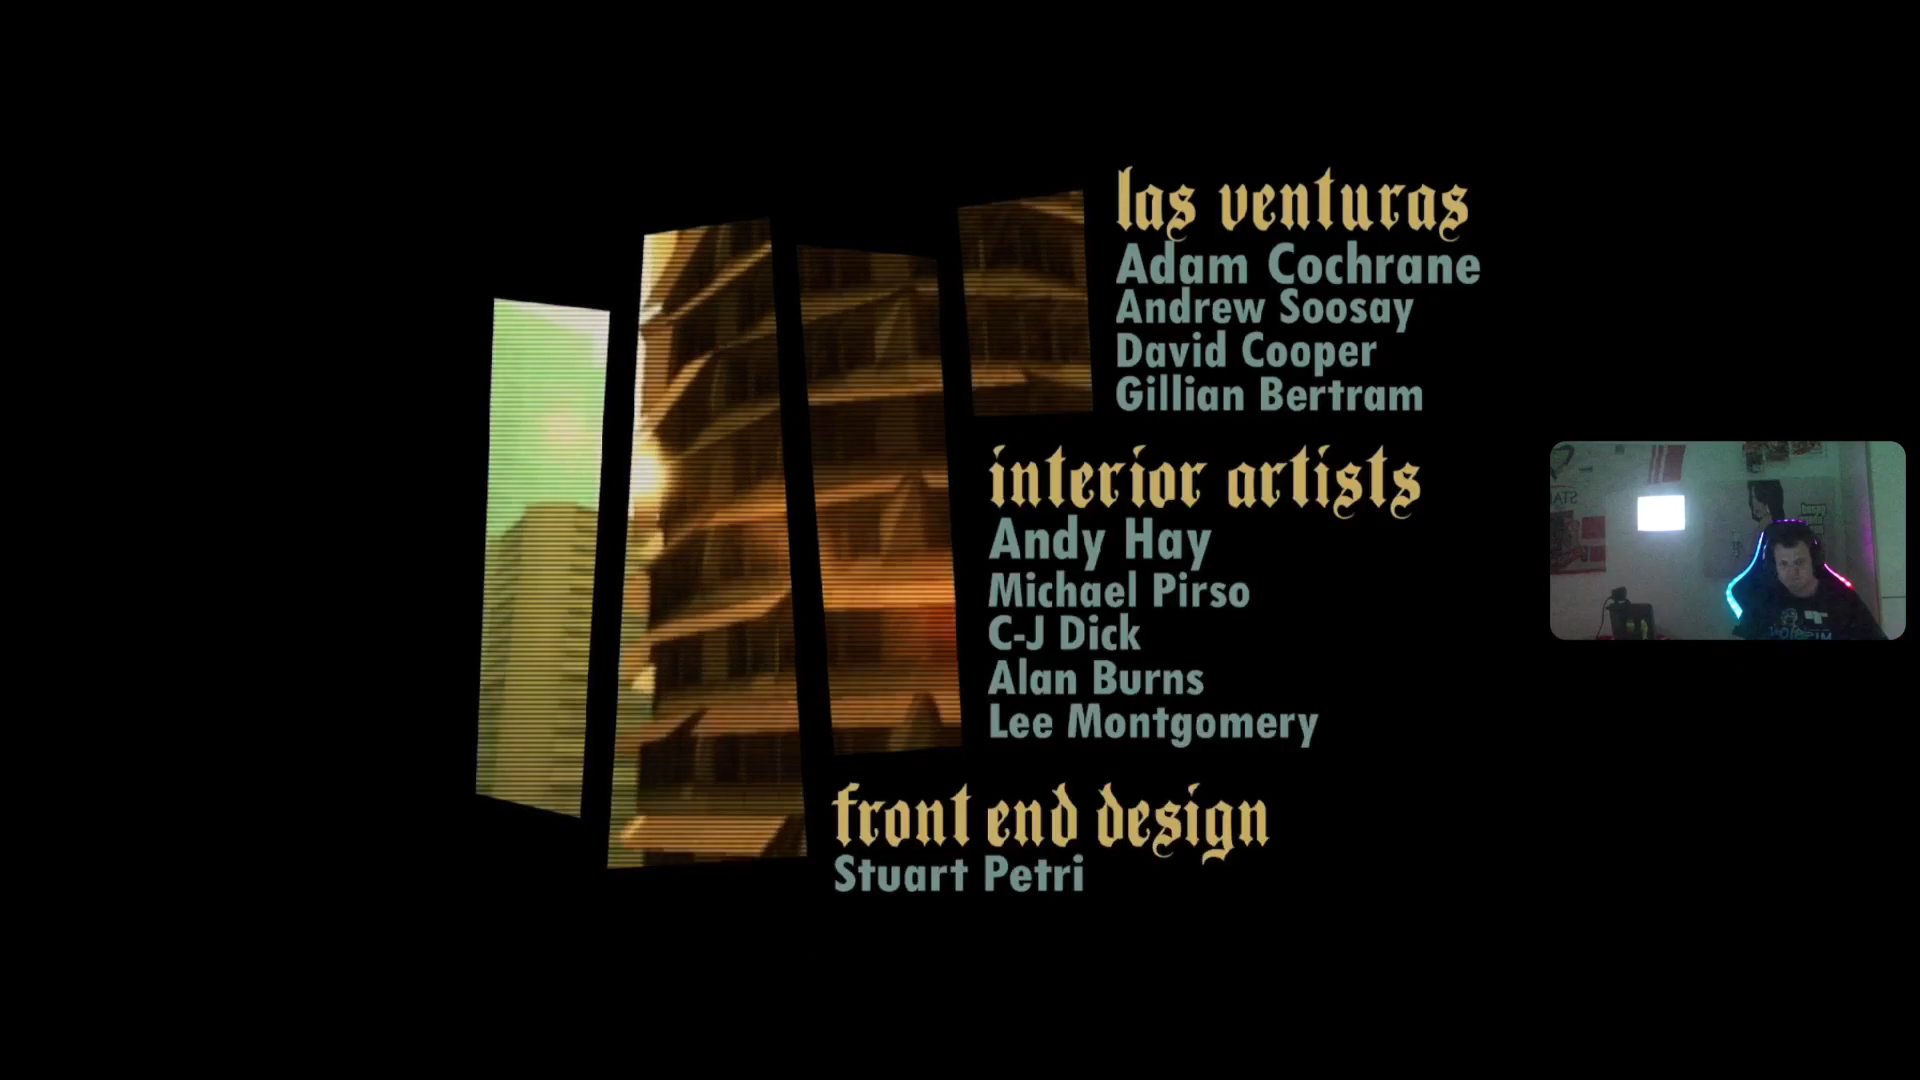 las venturas
Adam Cochrane
Andrew Soosay
David Cooper
Gillian Bertram
interior artists
Andy Hay
Michael Pirso
C-J Dick
Alan Burns
Lee Montgomery
front end design
Stuart Petri